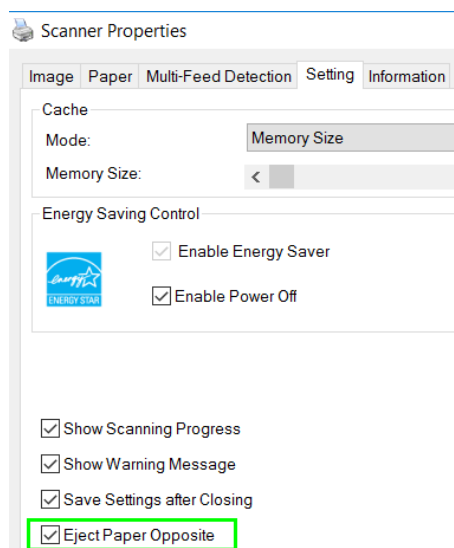 Scanner Properties
Image Paper Multi-Feed Detection Setting Information
Cache
Mode: Memory Size
Memory Size:
Energy Saving Control
energy
ENERGY STAR
Enable Energy Saver
Enable Power Off
Show Scanning Progress
Show Warning Message
Save Settings after Closing
Eject Paper Opposite